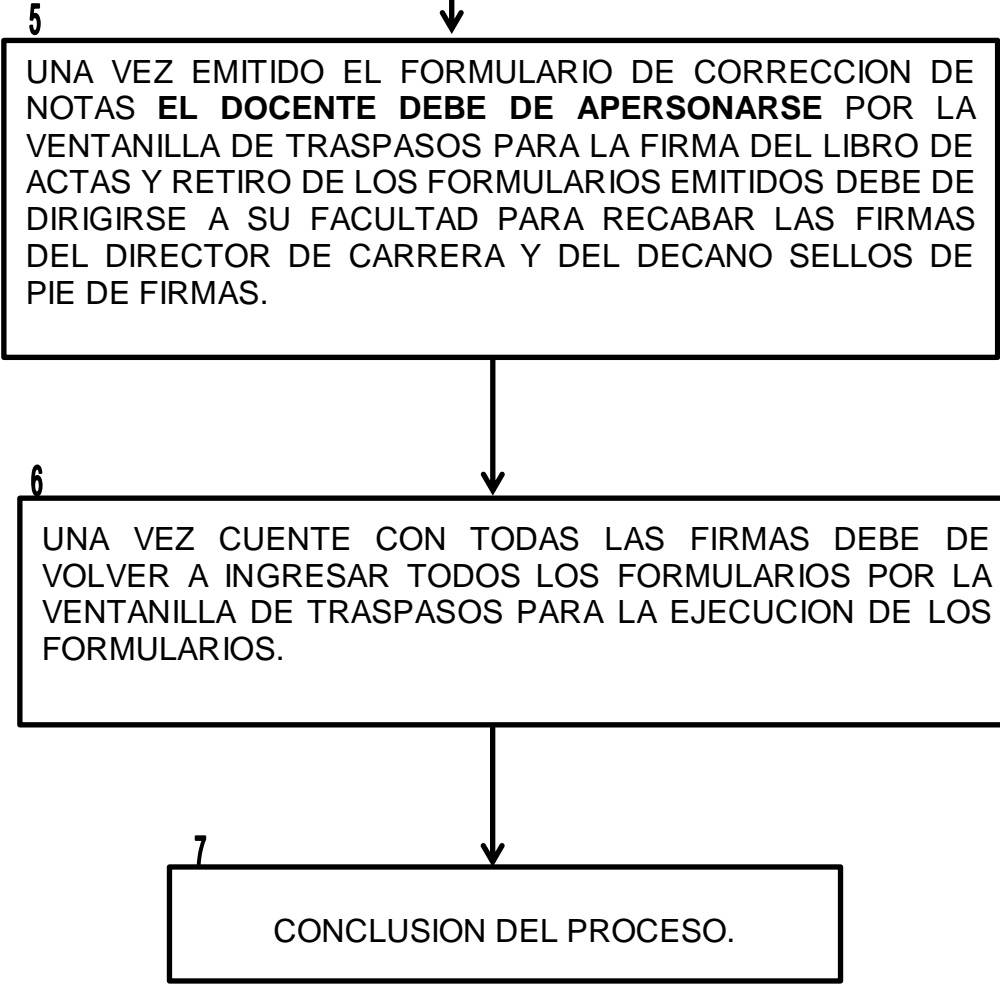 5
UNA VEZ EMITIDO EL FORMULARIO DE CORRECCION DE
NOTAS EL DOCENTE DEBE DE APERSONARSE POR LA
VENTANILLA DE TRASPASOS PARA LA FIRMA DEL LIBRO DE
ACTAS Y RETIRO DE LOS FORMULARIOS EMITIDOS DEBE DE
DIRIGIRSE A SU FACULTAD PARA RECABAR LAS FIRMAS
DEL DIRECTOR DE CARRERA Y DEL DECANO SELLOS DE
PIE DE FIRMAS.
6
UNA VEZ CUENTE CON TODAS LAS FIRMAS DEBE DE
VOLVER A INGRESAR TODOS LOS FORMULARIOS POR LA
VENTANILLA DE TRASPASOS PARA LA EJECUCION DE LOS
FORMULARIOS.
7
CONCLUSION DEL PROCESO.